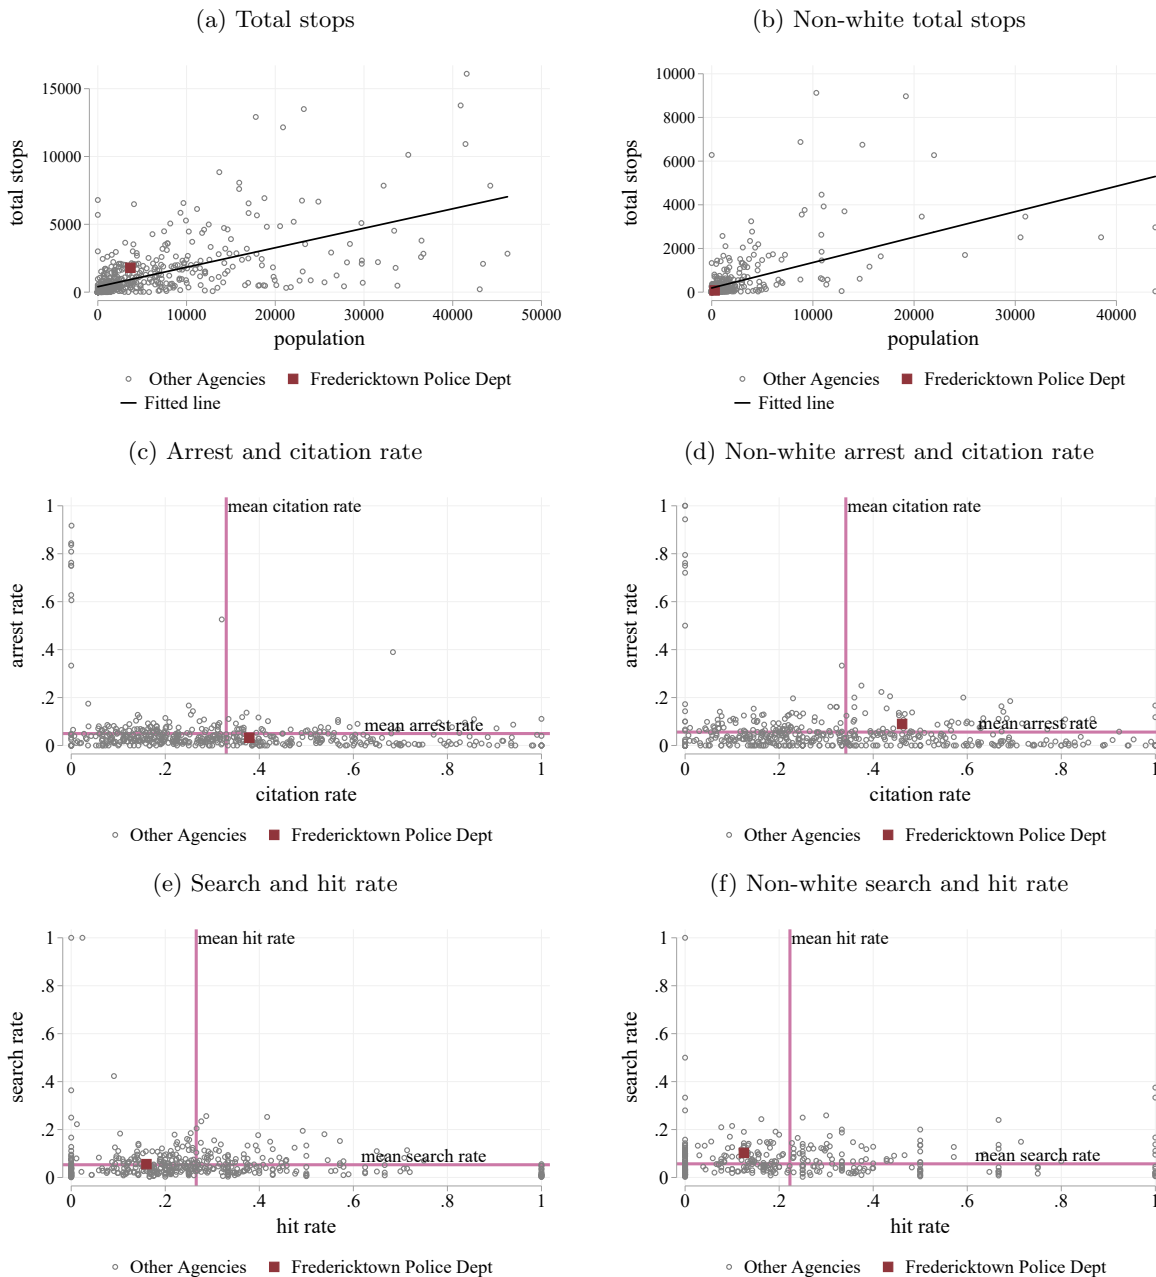 (a) Total stops
total stops
15000
10000
5000
0
0 10000 20000 30000 40000 50000
population
Other Agencies Fredericktown Police Dept
Fitted line
(b) Non-white total stops
total stops
10000
8000
6000
4000
2000
0
0 10000 20000 30000 40000
population
Other Agencies Fredericktown Police Dept
Fitted line
(c) Arrest and citation rate
arrest rate
1
.8
.6
.4
.2
0
mean citation rate
mean arrest rate
0 .2 .4 .6 .8 1
citation rate
Other Agencies Fredericktown Police Dept
(d) Non-white arrest and citation rate
arrest rate
1
.8
.6
.4
.2
0
mean citation rate
mean arrest rate
0 .2 .4 .6 .8 1
citation rate
Other Agencies Fredericktown Police Dept
(e) Search and hit rate
search rate
1
.8
.6
.4
.2
0
mean hit rate
mean search rate
0 .2 .4 .6 .8 1
hit rate
Other Agencies Fredericktown Police Dept
(f) Non-white search and hit rate
search rate
1
.8
.6
.4
.2
0
mean hit rate
mean search rate
0 .2 .4 .6 .8 1
hit rate
Other Agencies Fredericktown Police Dept